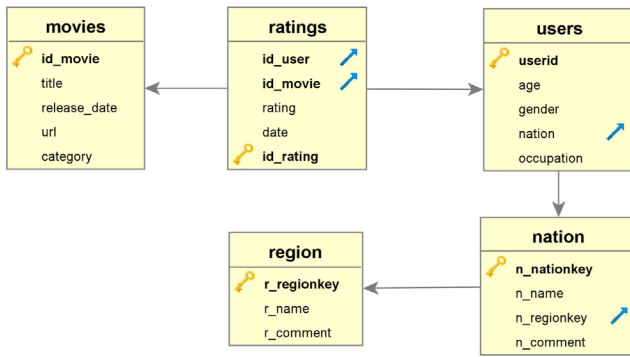 movies
id_movie
title
release_date
url
category
ratings
id_user
id_movie
rating
date
id_rating
users
userid
age
gender
nation
occupation
region
r_regionkey
r_name
r_comment
nation
n_nationkey
n_name
n_regionkey
n_comment